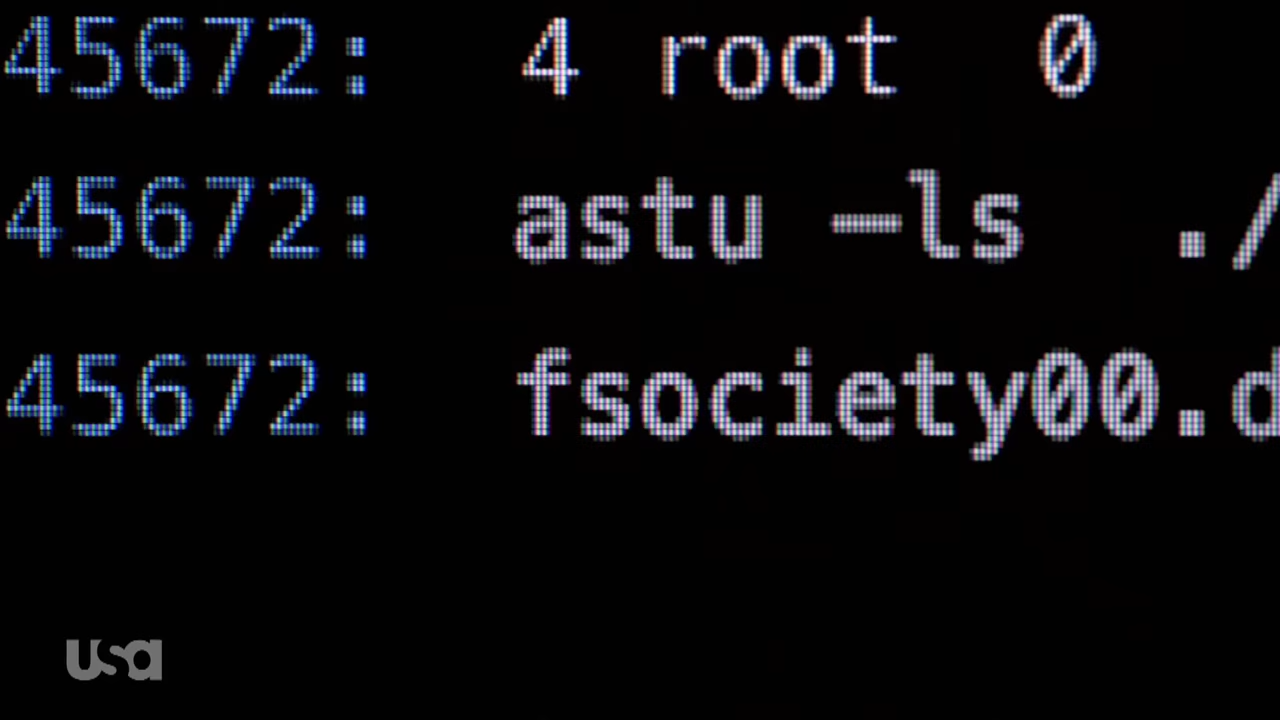 45672: 4 root 0
45672: astu -ls ./
45672: fsociety00.d
usa